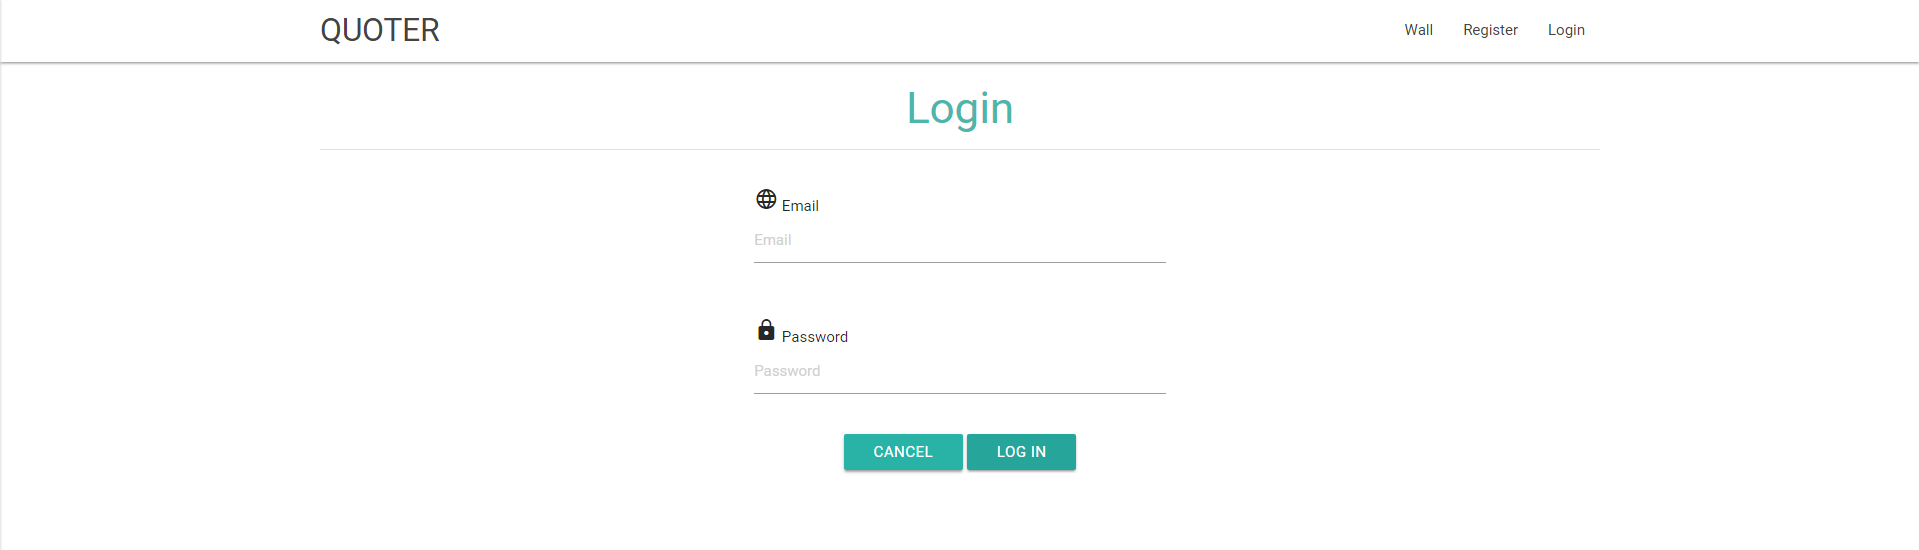 QUOTER
Wall Register Login
Login
Email
Email
Password
Password
CANCEL LOG IN